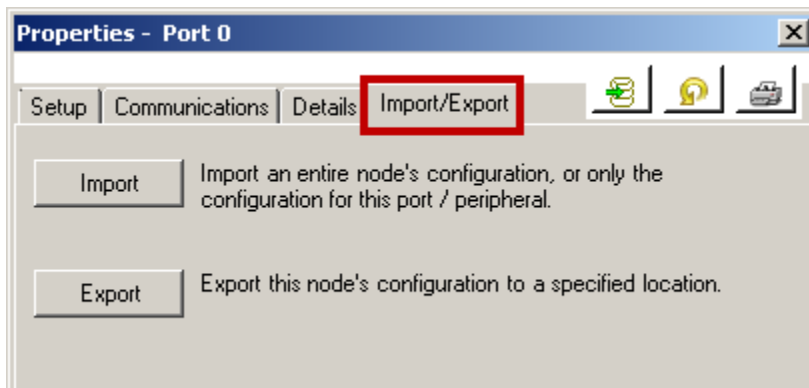 Properties - Port 0
Setup Communications Details Import/Export
Import
Import an entire node's configuration, or only the
configuration for this port / peripheral.
Export
Export this node's configuration to a specified location.